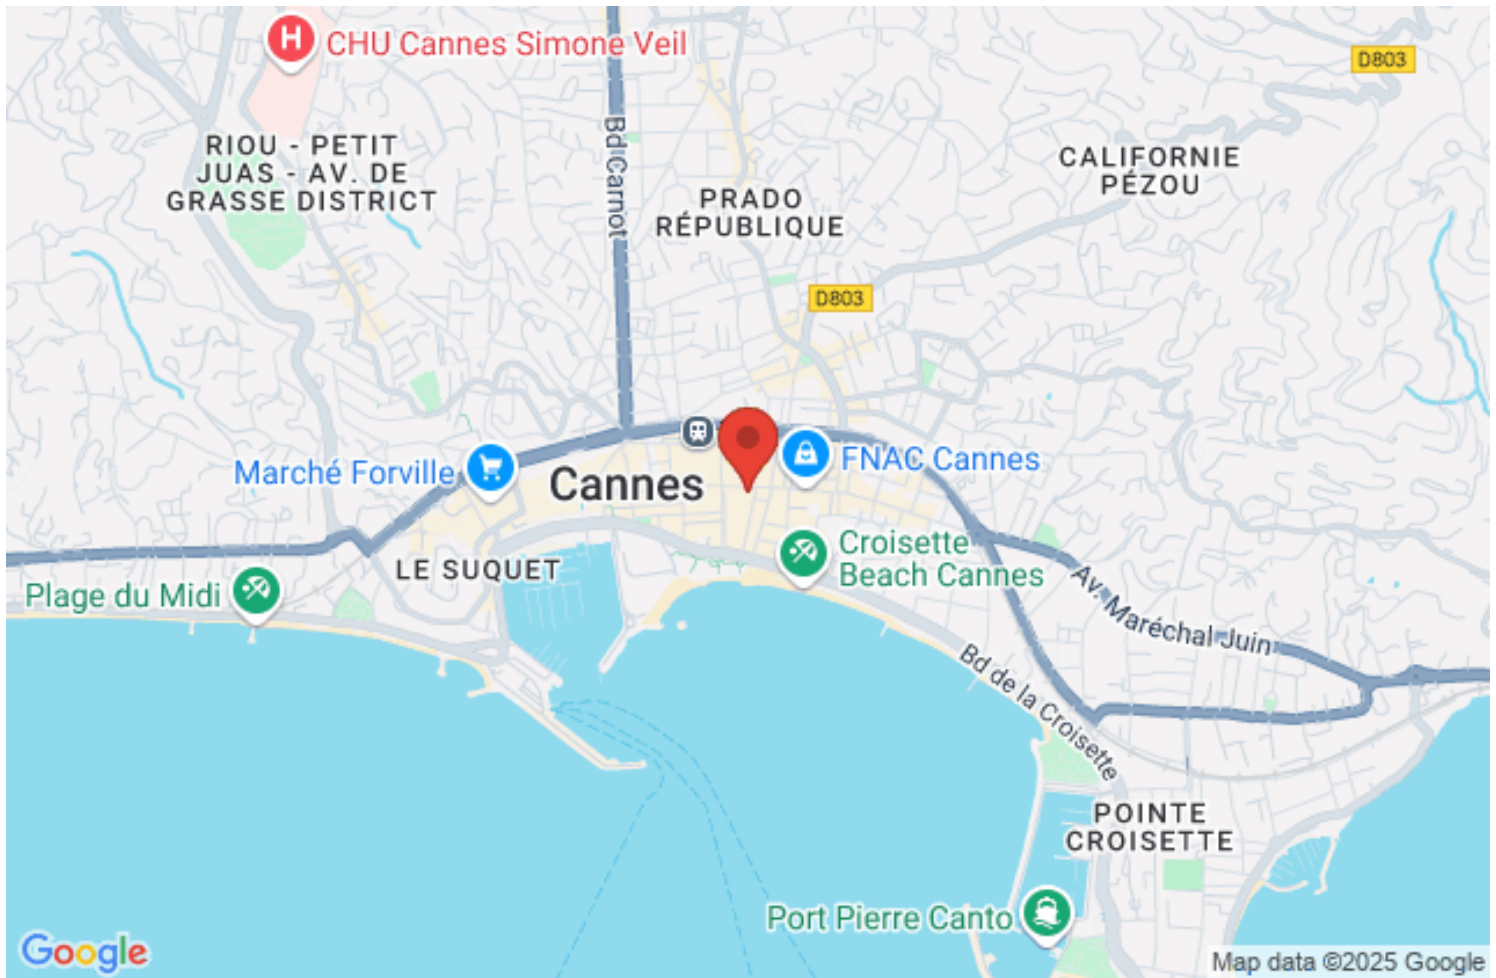 H
CHU Cannes Simone Veil
D803
Bd Carnot
RIOU - PETIT
JUAS - AV. DE
GRASSE DISTRICT
CALIFORNIE
PÉZOU
PRADO
RÉPUBLIQUE
D803
Marché Forville
Cannes
FNAC Cannes
Croisette
Beach Cannes
LE SUQUET
Plage du Midi
Av. Maréchal Juin
Bd de la Croisette
POINTE
CROISETTE
Port Pierre Canto
Google
Map data ©2025 Google